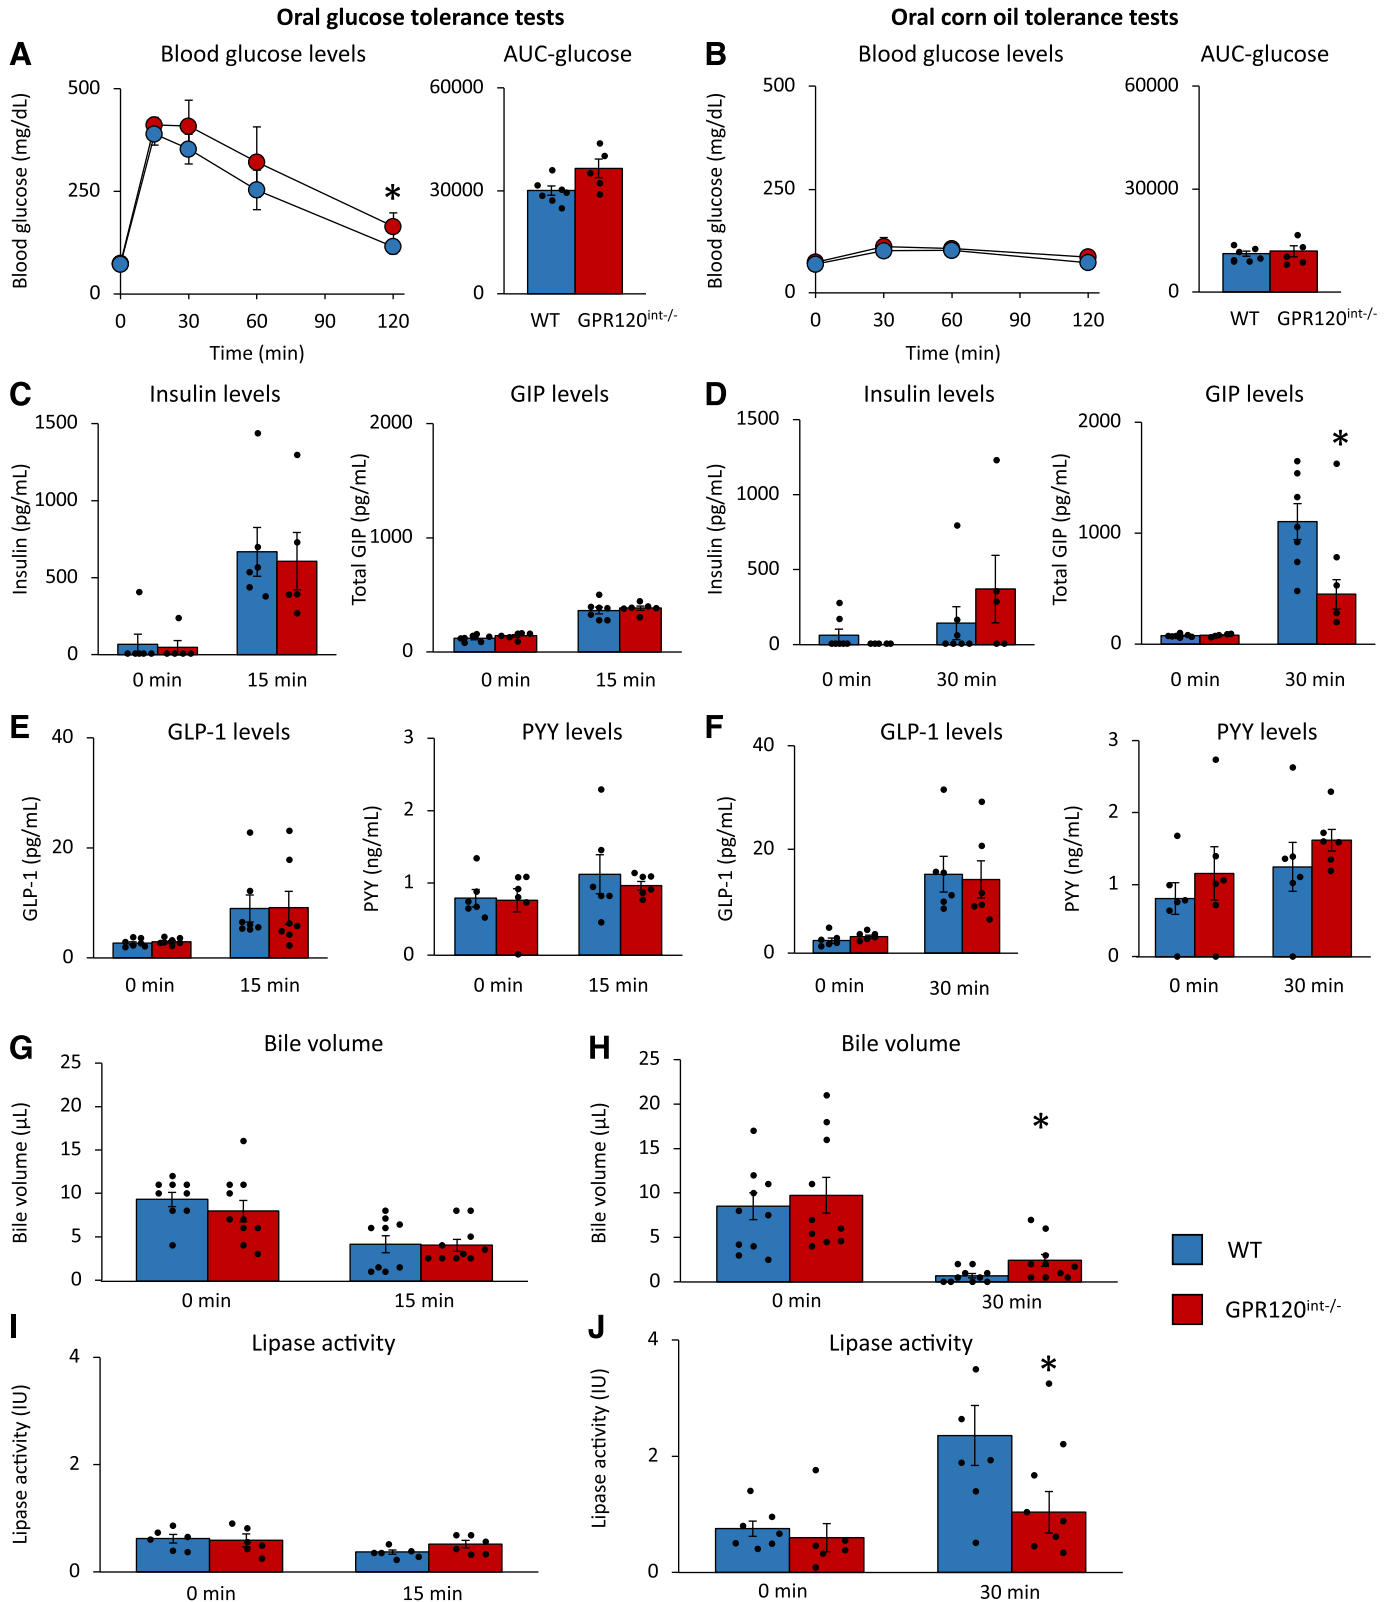 Oral glucose tolerance tests
Oral corn oil tolerance tests
A
Blood glucose levels
AUC-glucose
Blood glucose (mg/dL)
500
250
0
0 30 60 90 120
Time (min)
*
60000
30000
0
WT GPR120int-/-
B
Blood glucose levels
AUC-glucose
Blood glucose (mg/dL)
500
250
0
0 30 60 90 120
Time (min)
60000
30000
0
WT GPR120int-/-
C
Insulin levels
Insulin (pg/mL)
1500
1000
500
0
0 min 15 min
GIP levels
Total GIP (pg/mL)
2000
1000
0
0 min 15 min
D
Insulin levels
Insulin (pg/mL)
1500
1000
500
0
0 min 30 min
GIP levels
Total GIP (pg/mL)
2000
1000
0
*
0 min 30 min
E
GLP-1 levels
GLP-1 (pg/mL)
40
20
0
0 min 15 min
PYY levels
PYY (ng/mL)
3
2
1
0
0 min 15 min
F
GLP-1 levels
GLP-1 (pg/mL)
40
20
0
0 min 30 min
PYY levels
PYY (ng/mL)
3
2
1
0
0 min 30 min
G
Bile volume
Bile volume (µL)
25
20
15
10
5
0
0 min 15 min
H
Bile volume
Bile volume (µL)
25
20
15
10
5
0
*
0 min 30 min
WT
GPR120int-/-
I
Lipase activity
Lipase activity (IU)
4
2
0
0 min 15 min
J
Lipase activity
Lipase activity (IU)
4
2
0
*
0 min 30 min